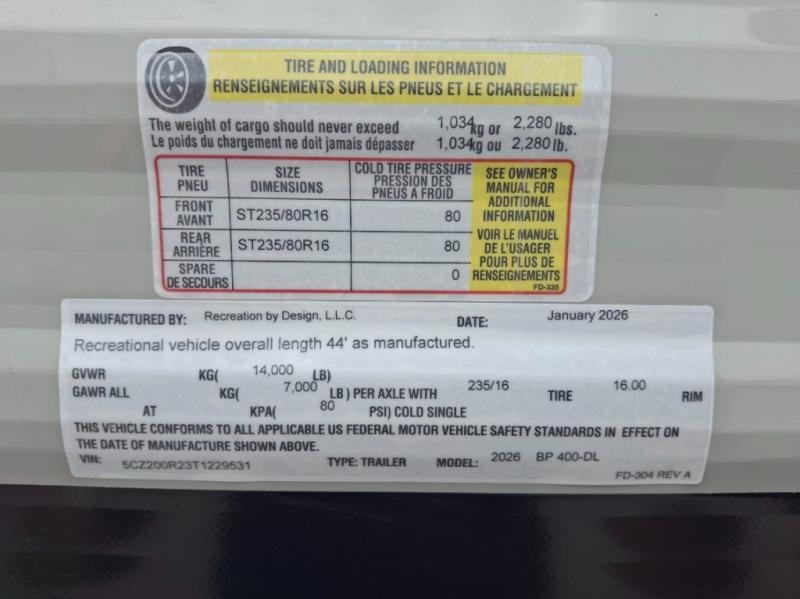 TIRE AND LOADING INFORMATION
RENSEIGNEMENTS SUR LES PNEUS ET LE CHARGEMENT
The weight of cargo should never exceed 1,034 kg or 2,280 lbs.
Le poids du chargement ne doit jamais dépasser 1,034 kg ou 2,280 lb.
TIRE PNEU
SIZE DIMENSIONS
COLD TIRE PRESSURE
PRESSION DES
PNEUS A FROID
FRONT AVANT ST235/80R16 80
REAR ARRIÈRE ST235/80R16 80
SPARE DE SECOURS 0
SEE OWNER'S
MANUAL FOR
ADDITIONAL
INFORMATION
VOIR LE MANUEL
DE L'USAGER
POUR PLUS DE
RENSEIGNEMENTS
FD-335
MANUFACTURED BY: Recreation by Design, L.L.C. DATE: January 2026
Recreational vehicle overall length 44' as manufactured.
GVWR KG( 14,000 LB)
GAWR ALL KG( 7,000 LB ) PER AXLE WITH 235/16 TIRE 16.00 RIM
AT KPA( 80 PSI) COLD SINGLE
THIS VEHICLE CONFORMS TO ALL APPLICABLE US FEDERAL MOTOR VEHICLE SAFETY STANDARDS IN EFFECT ON
THE DATE OF MANUFACTURE SHOWN ABOVE.
VIN: 5CZ200R23T1229531 TYPE: TRAILER MODEL: 2026 BP 400-DL
FD-304 REV A